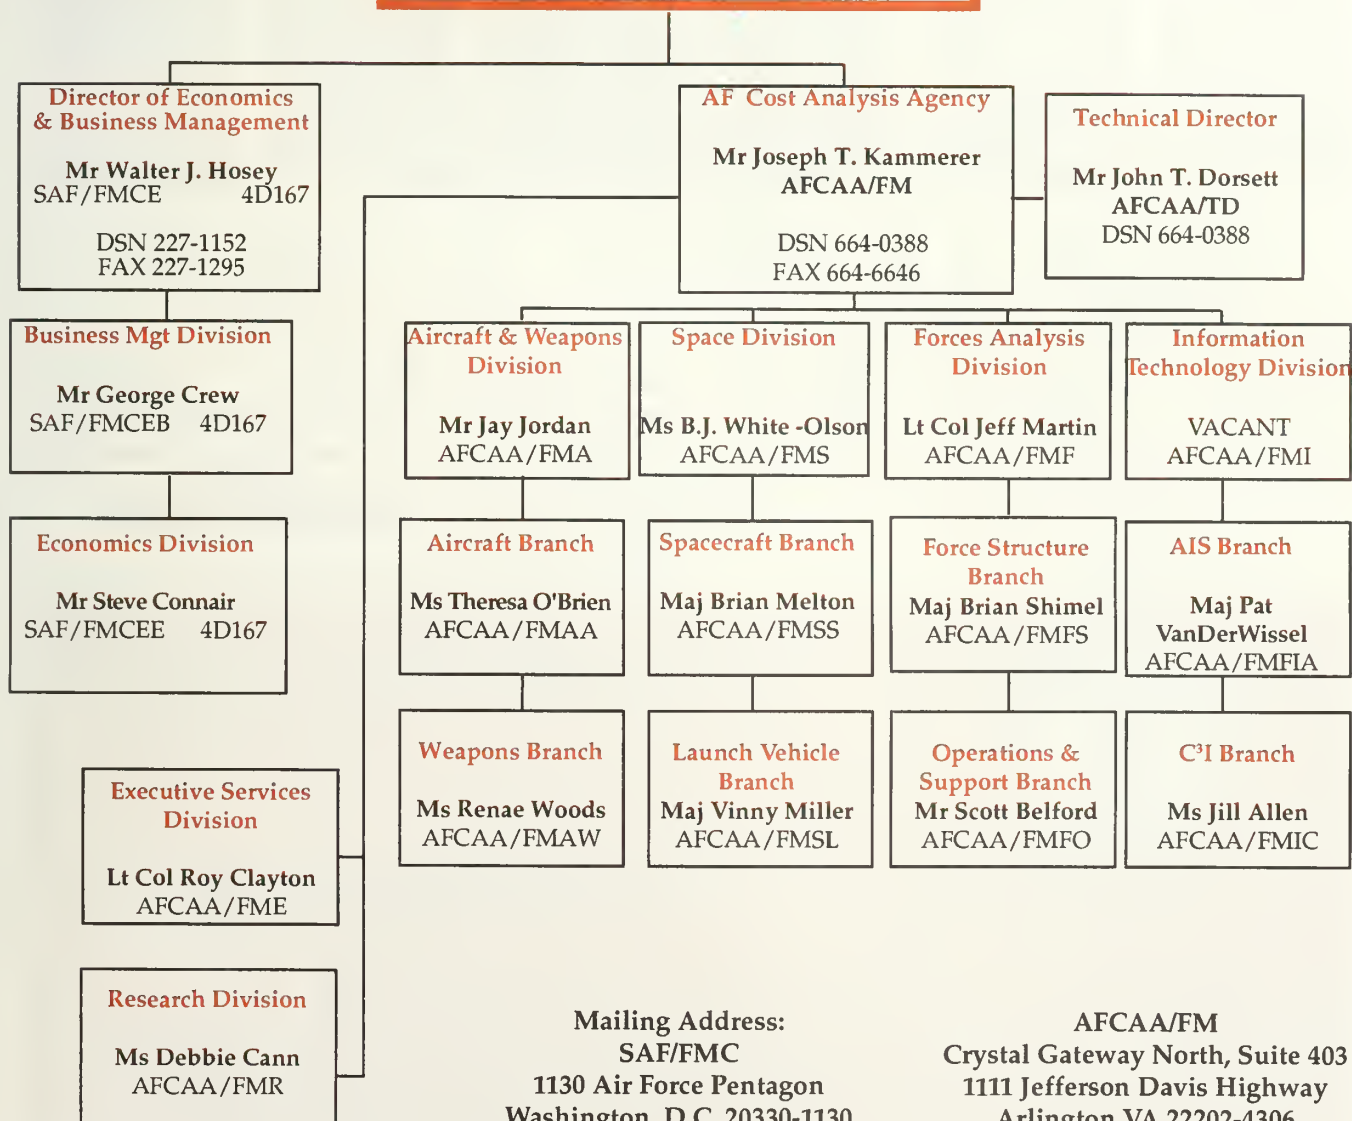 Director of Economics
& Business Management
Mr Walter J. Hosey
SAF/FMCE 4D167
DSN 227-1152
FAX 227-1295
AF Cost Analysis Agency
Mr Joseph T. Kammerer
AFCAA/FM
DSN 664-0388
FAX 664-6646
Technical Director
Mr John T. Dorsett
AFCAA/TD
DSN 664-0388
Business Mgt Division
Mr George Crew
SAF/FMCEB 4D167
Economics Division
Mr Steve Connair
SAF/FMCEE 4D167
Aircraft & Weapons
Division
Mr Jay Jordan
AFCAA/FMA
Space Division
Ms B.J. White -Olson
AFCAA/FMS
Forces Analysis
Division
Lt Col Jeff Martin
AFCAA/FMF
Information
Technology Division
VACANT
AFCAA/FMI
Aircraft Branch
Ms Theresa O'Brien
AFCAA/FMAA
Spacecraft Branch
Maj Brian Melton
AFCAA/FMSS
Force Structure
Branch
Maj Brian Shimel
AFCAA/FMFS
AIS Branch
Maj Pat
VanDerWissel
AFCAA/FMFIA
Weapons Branch
Ms Renae Woods
AFCAA/FMAW
Launch Vehicle
Branch
Maj Vinny Miller
AFCAA/FMSL
Operations &
Support Branch
Mr Scott Belford
AFCAA/FMFO
C³I Branch
Ms Jill Allen
AFCAA/FMIC
Executive Services
Division
Lt Col Roy Clayton
AFCAA/FME
Research Division
Ms Debbie Cann
AFCAA/FMR
Mailing Address:
SAF/FMC
1130 Air Force Pentagon
Washington, D.C. 20330-1130
AFCAA/FM
Crystal Gateway North, Suite 403
1111 Jefferson Davis Highway
Arlington VA 22202-4306